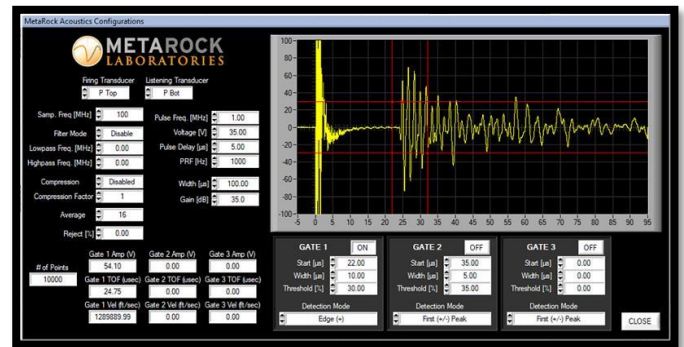 MetaRock Acoustics Configurations
METAROCK
LABORATORIES
Firing Transducer Listening Transducer
P Top P Bot
Samp. Freq [MHz] 100
Filter Mode Disable
Lowpass Freq. [MHz] 0.00
Highpass Freq. [MHz] 0.00
Compression Disabled
Compression Factor 1
Average 16
Reject [%] 0.00
Pulse Freq. [MHz] 1.00
Voltage [V] 35.00
Pulse Delay [µs] 5.00
PRF [Hz] 1000
Width [µs] 100.00
Gain [dB] 35.0
# of Points
10000
Gate 1 Amp (V) Gate 2 Amp (V) Gate 3 Amp (V)
54.10 0.00 0.00
Gate 1 TOF (usec) Gate 2 TOF (usec) Gate 3 TOF (usec)
24.75 0.00 0.00
Gate 1 Vel (ft/sec) Gate 2 Vel (ft/sec) Gate 3 Vel (ft/sec)
1289889.99 0.00 0.00
100
80
60
40
20
0
-20
-40
-60
-80
-100
-5 0 5 10 15 20 25 30 35 40 45 50 55 60 65 70 75 80 85 90 95
GATE 1 ON
Start [µs] 22.00
Width [µs] 10.00
Threshold [%] 30.00
Detection Mode
Edge (+)
GATE 2 OFF
Start [µs] 35.00
Width [µs] 5.00
Threshold [%] 35.00
Detection Mode
First (+/-) Peak
GATE 3 OFF
Start [µs] 0.00
Width [µs] 0.00
Threshold [%] 0.00
Detection Mode
First (+/-) Peak
CLOSE